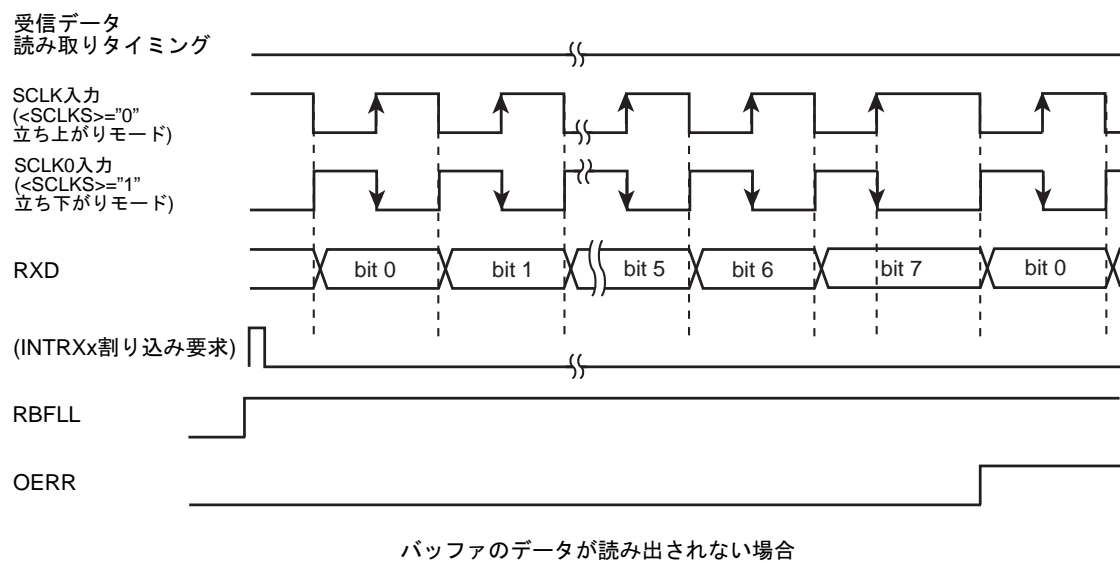 受信データ
読み取りタイミング
SCLK入力
(<SCLKS>="0"
立ち上がりモード)
SCLK0入力
(<SCLKS>="1"
立ち下がりモード)
RXD
bit 0
bit 1
bit 5
bit 6
bit 7
bit 0
(INTRXx割り込み要求)
RBFLL
OERR
バッファのデータが読み出されない場合